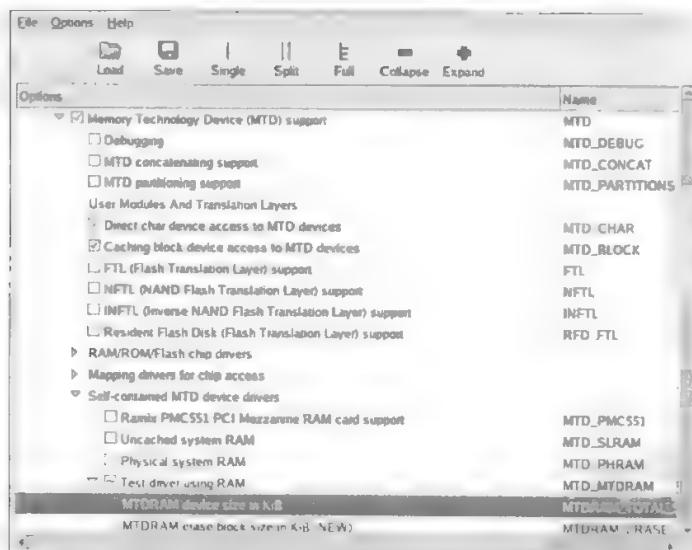 File Options Help
Load Save Single Split Full Collapse Expand
Options Name
Memory Technology Device (MTD) support MTD
Debugging MTD_DEBUG
MTD concatenating support MTD_CONCAT
MTD partitioning support MTD_PARTITIONS
User Modules And Translation Layers
Direct char device access to MTD devices MTD_CHAR
Caching block device access to MTD devices MTD_BLOCK
FTL (Flash Translation Layer) support FTL
NFTL (NAND Flash Translation Layer) support NFTL
INFTL (Inverse NAND Flash Translation Layer) support INFTL
Resident Flash Disk (Flash Translation Layer) support RFD_FTL
RAM/ROM/Flash chip drivers
Mapping drivers for chip access
Self-contained MTD device drivers
Ramix PMC551 PCI Mezzanine RAM card support MTD_PMC551
Uncached system RAM MTD_SLRAM
Physical system RAM MTD_PHRAM
Test driver using RAM MTD_MTDRAM
MTDRAM device size in KiB MTDRAM_TOTALS
MTDRAM erase block size in KiB (NEW)